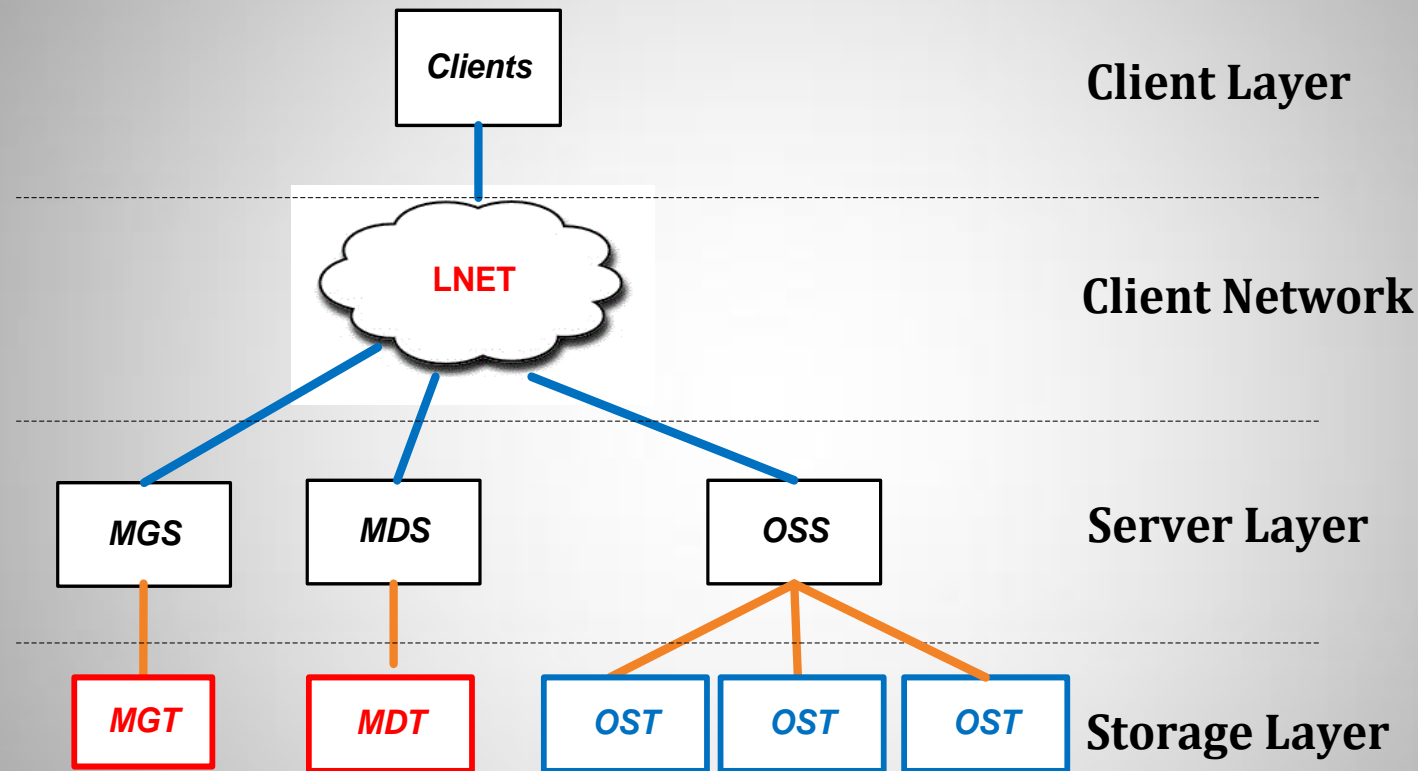 Clients
Client Layer
LNET
Client Network
MGS
MDS
OSS
Server Layer
MGT
MDT
OST
OST
OST
Storage Layer